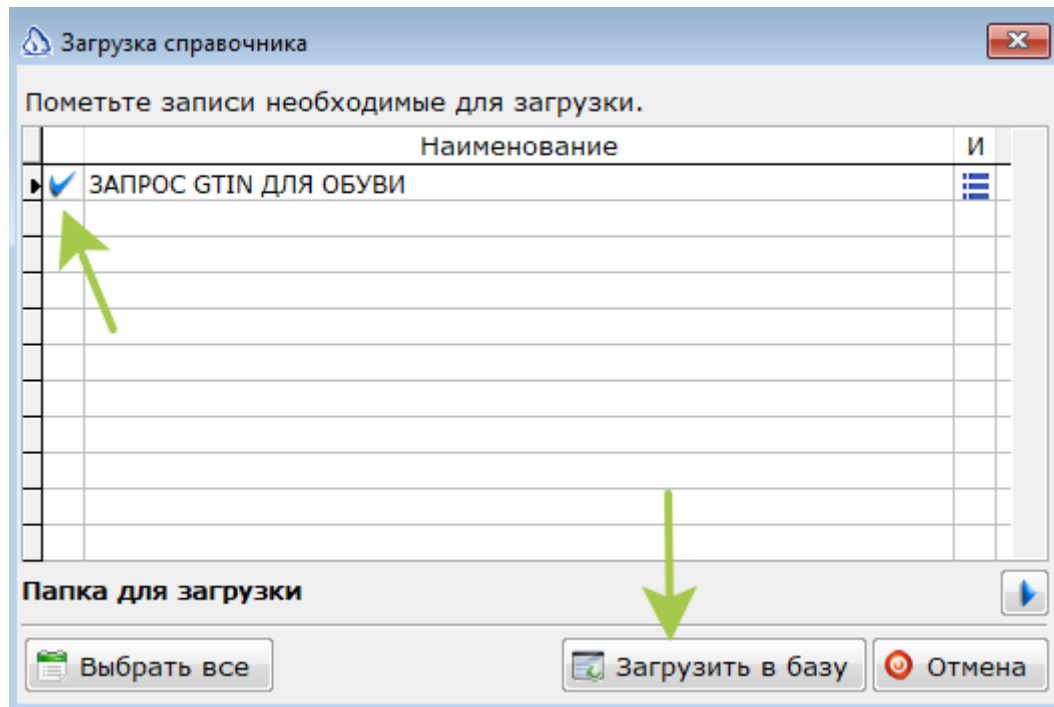 Загрузка справочника
Пометьте записи необходимые для загрузки.
Наименование И
ЗАПРОС GTIN ДЛЯ ОБУВИ
Папка для загрузки
Выбрать все Загрузить в базу Отмена